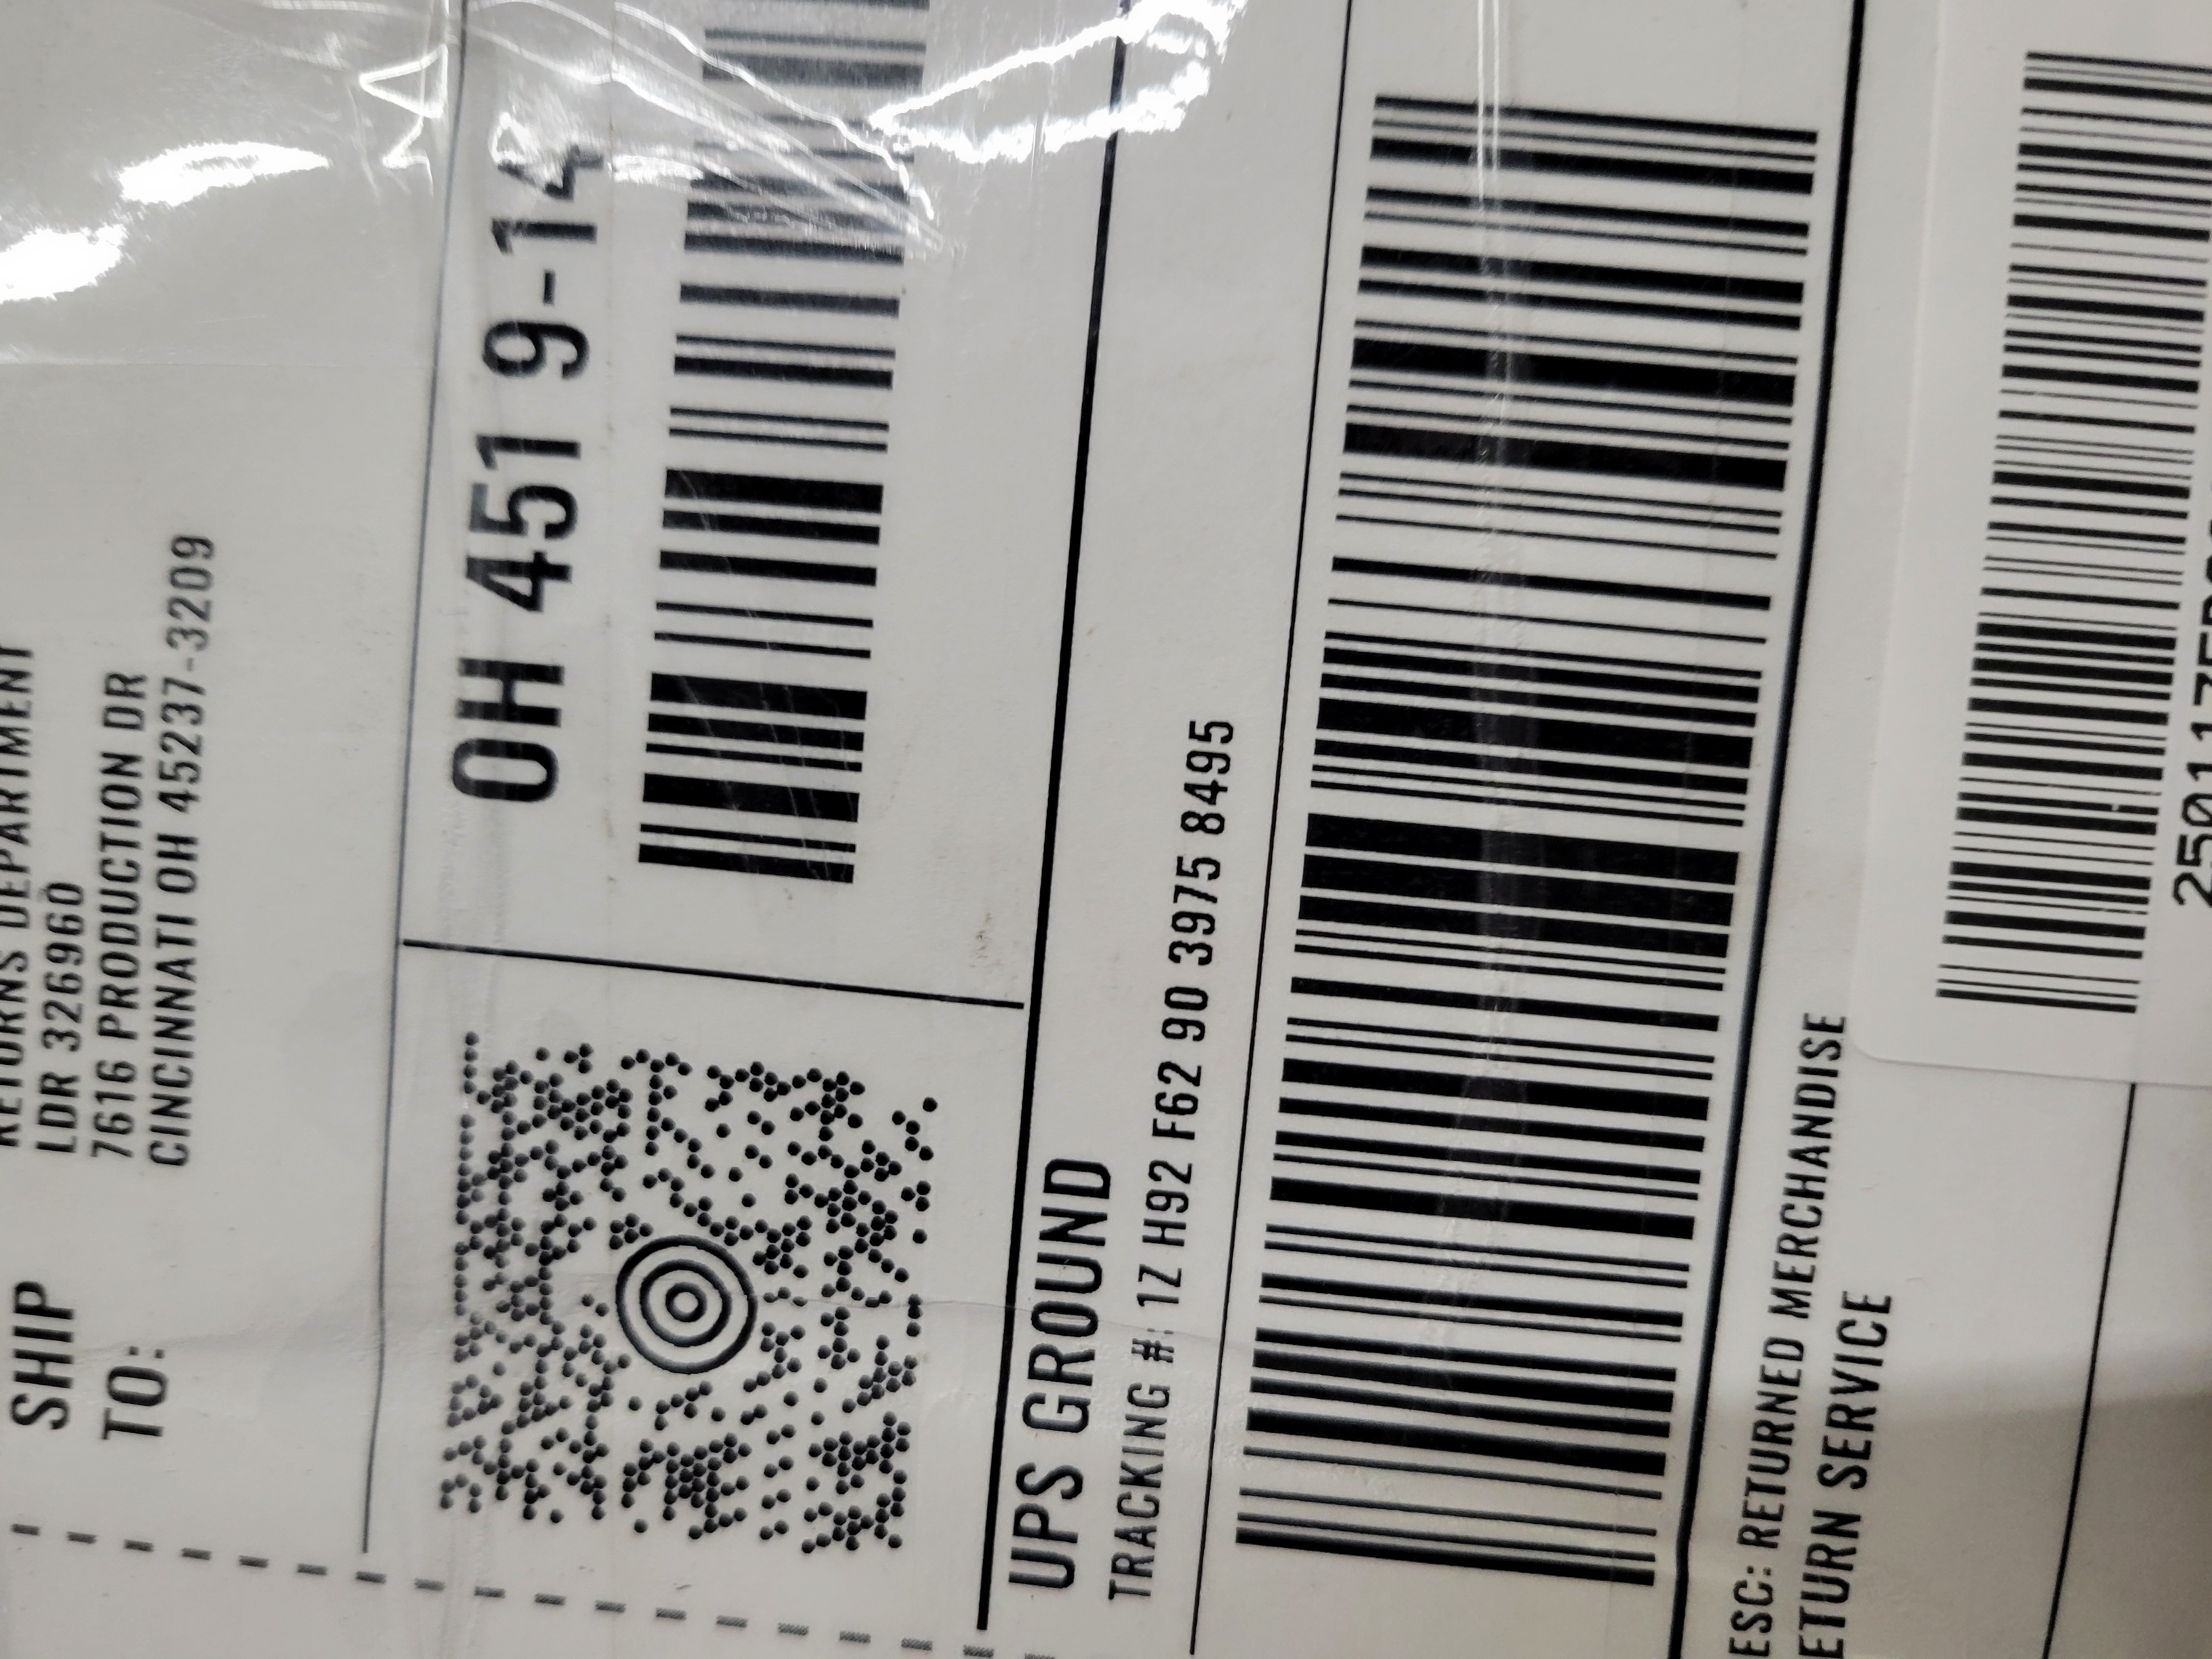 SHIP
TO:
RETURNS DEPARTMENT
LDR 326960
7616 PRODUCTION DR
CINCINNATI OH 45237-3209
OH 451 9-14
UPS GROUND
TRACKING #: 1Z H92 F62 90 3975 8495
ESC: RETURNED MERCHANDISE
ETURN SERVICE